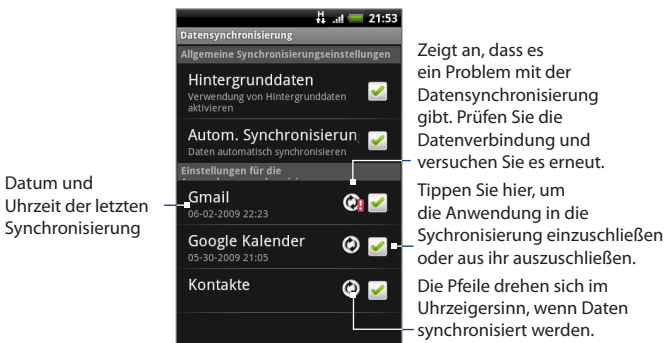 H 21:53
Datensynchronisierung
Allgemeine Synchronisierungseinstellungen
Hintergrunddaten
Verwendung von Hintergrunddaten
aktivieren
Autom. Synchronisierun
Daten automatisch synchronisieren
Einstellungen für die
Gmail
06-02-2009 22:23
Google Kalender
05-30-2009 21:05
Kontakte
Datum und
Uhrzeit der letzten
Synchronisierung
Zeigt an, dass es
ein Problem mit der
Datensynchronisierung
gibt. Prüfen Sie die
Datenverbindung und
versuchen Sie es erneut.
Tippen Sie hier, um
die Anwendung in die
Sychronisierung einzuschließen
oder aus ihr auszuschließen.
Die Pfeile drehen sich im
Uhrzeigersinn, wenn Daten
synchronisiert werden.